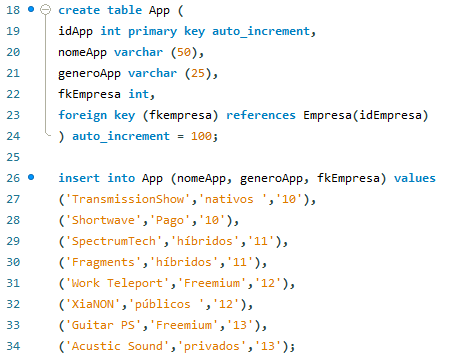 18 create table App (
19 idApp int primary key auto_increment,
20 nomeApp varchar (50),
21 generoApp varchar (25),
22 fkEmpresa int,
23 foreign key (fkempresa) references Empresa(idEmpresa)
24 ) auto_increment = 100;
25
26 insert into App (nomeApp, generoApp, fkEmpresa) values
27 ('TransmissionShow','nativos ','10'),
28 ('Shortwave','Pago','10'),
29 ('SpectrumTech','híbridos','11'),
30 ('Fragments','híbridos','11'),
31 ('Work Teleport','Freemium','12'),
32 ('XiaNON','públicos ','12'),
33 ('Guitar PS','Freemium','13'),
34 ('Acustic Sound','privados','13');